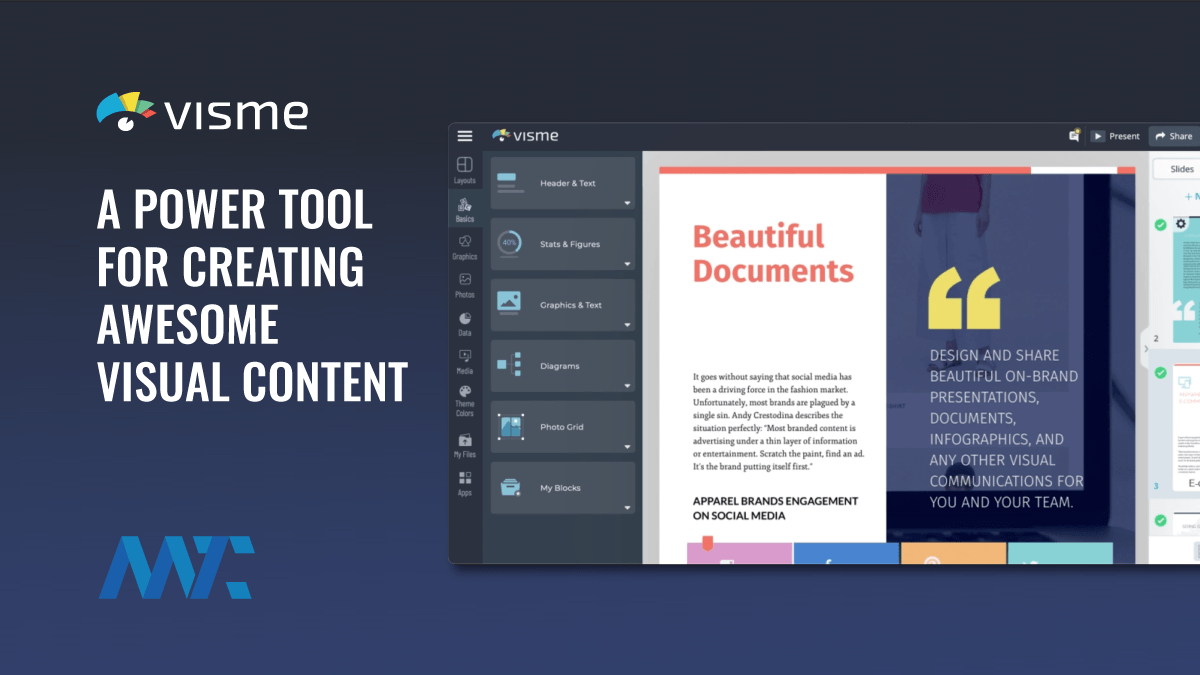 visme
A POWER TOOL
FOR CREATING
AWESOME
VISUAL CONTENT
MTZ
visme
Present
Share
Layouts
Basics
Graphics
Photos
Data
Media
Theme
Colors
My Files
Apps
Header & Text
40%
Stats & Figures
Graphics & Text
Diagrams
Photo Grid
My Blocks
Beautiful
Documents
It goes without saying that social media has
been a driving force in the fashion market.
Unfortunately, most brands are plagued by a
single sin. Andy Crestodina describes the
situation perfectly: "Most branded content is
advertising under a thin layer of information
or entertainment. Scratch the paint, find an ad.
It's the brand putting itself first."
APPAREL BRANDS ENGAGEMENT
ON SOCIAL MEDIA
“
DESIGN AND SHARE
BEAUTIFUL ON-BRAND
PRESENTATIONS,
DOCUMENTS,
INFOGRAPHICS, AND
ANY OTHER VISUAL
COMMUNICATIONS FOR
YOU AND YOUR TEAM.
Slides
2
3